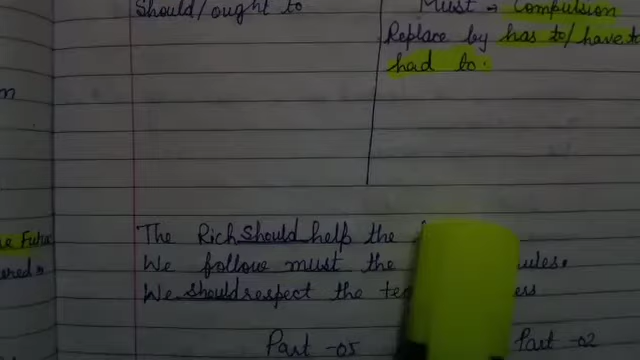 Should/ought to
Must → Compulsion
Replace by has to/have to
had to.
The Rich should help the
We follow must the
We should respect the
Part -05
Part -02